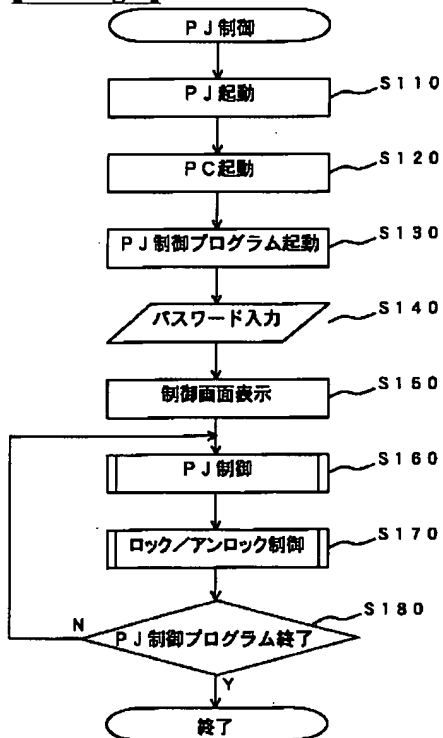 PJ制御
PJ起動
S110
PC起動
S120
PJ制御プログラム起動
S130
パスワード入力
S140
制御画面表示
S150
PJ制御
S160
ロック/アンロック制御
S170
PJ制御プログラム終了
S180
N
Y
終了